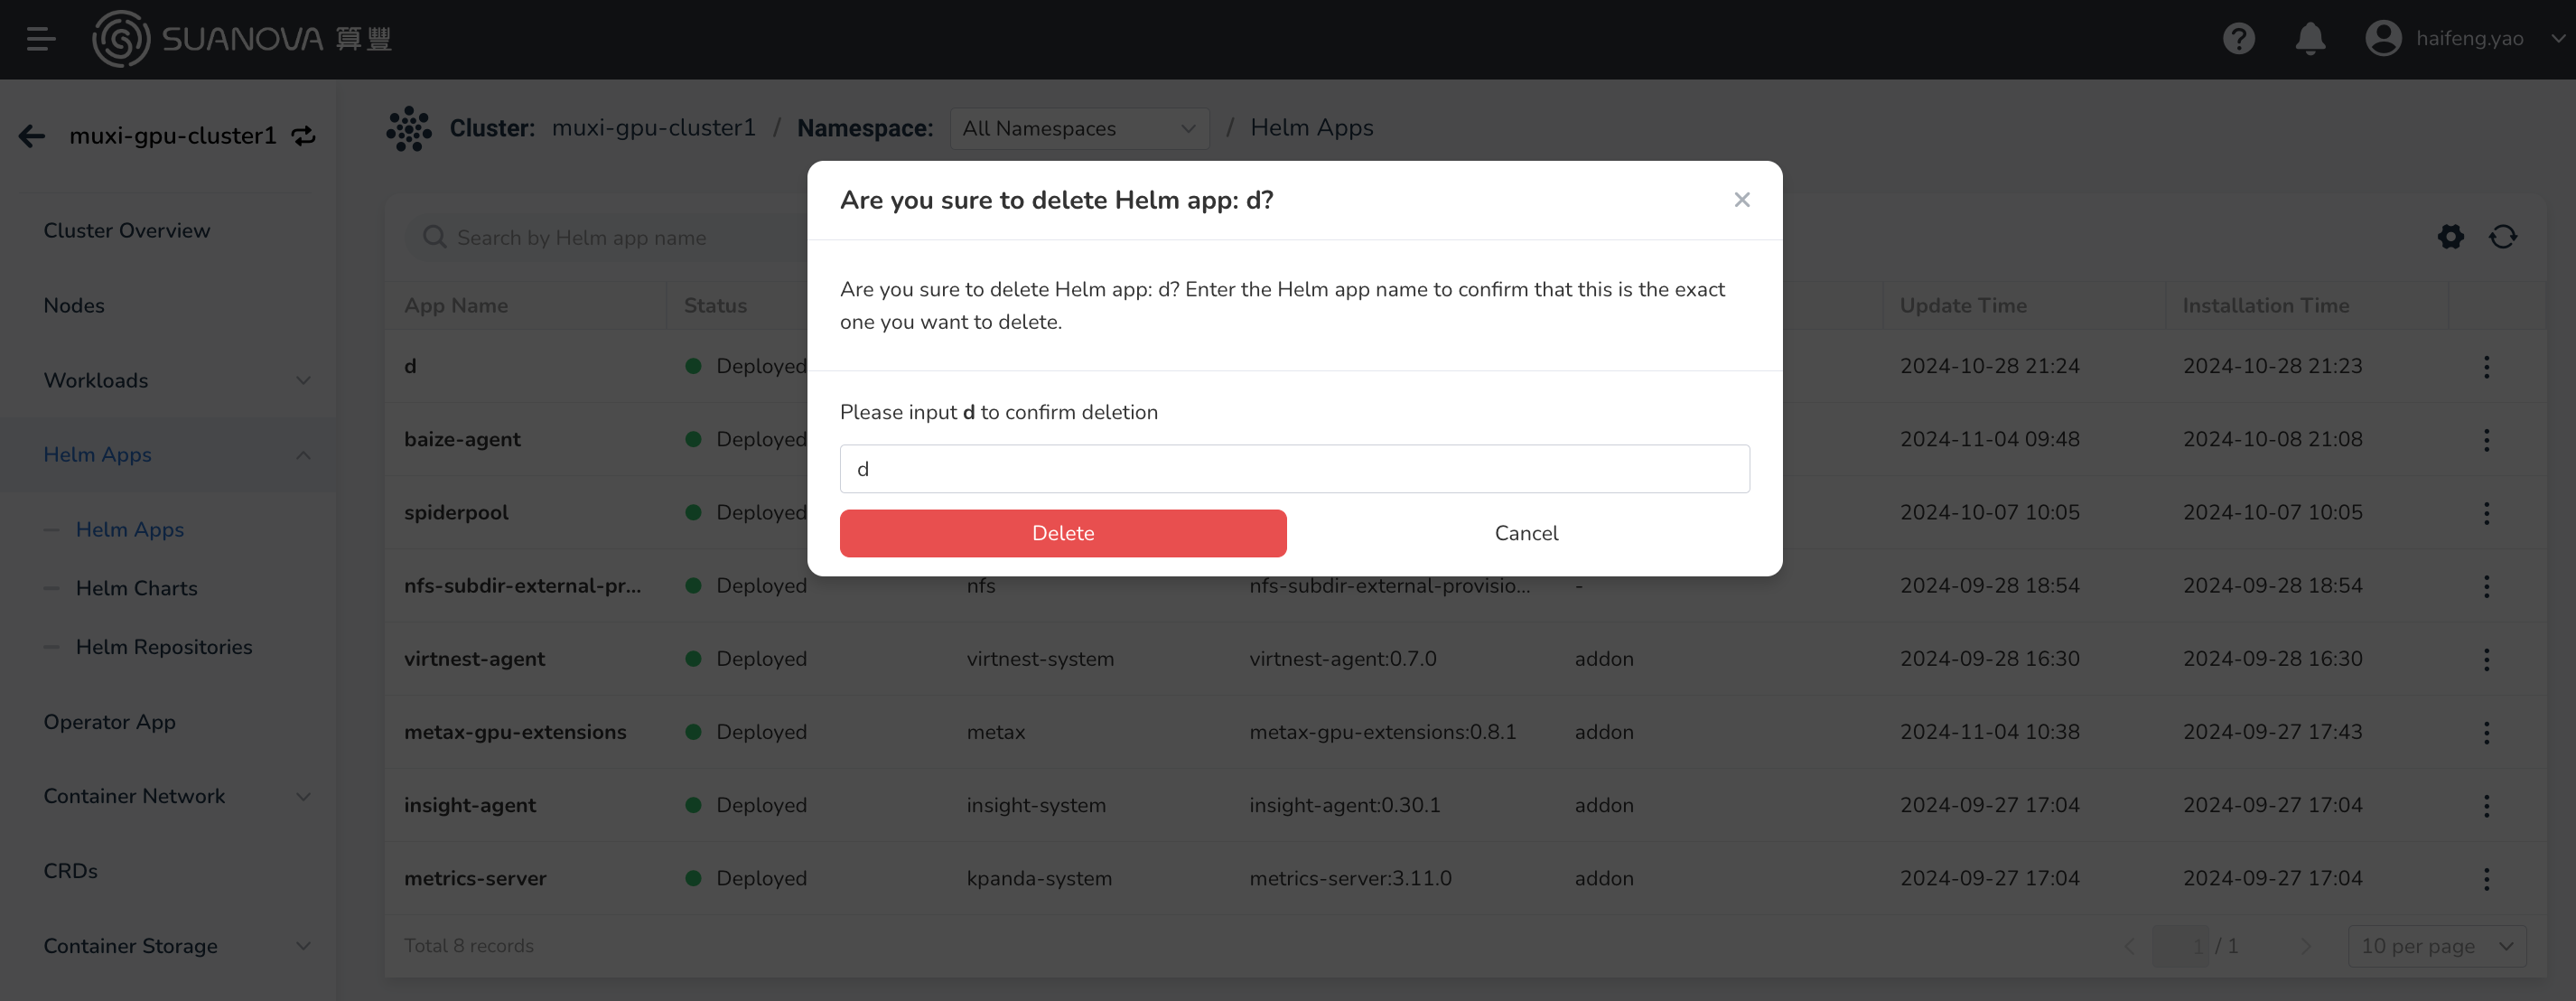 SUANOVA 算豐
haifeng.yao
muxi-gpu-cluster1
Cluster: muxi-gpu-cluster1 / Namespace: All Namespaces / Helm Apps
Are you sure to delete Helm app: d?
Are you sure to delete Helm app: d? Enter the Helm app name to confirm that this is the exact
one you want to delete.
Please input d to confirm deletion
d
Delete Cancel
Cluster Overview
Nodes
Workloads
Helm Apps
Helm Apps
Helm Charts
Helm Repositories
Operator App
Container Network
CRDs
Container Storage
Search by Helm app name
App Name Status Update Time Installation Time
d Deployed 2024-10-28 21:24 2024-10-28 21:23
baize-agent Deployed 2024-11-04 09:48 2024-10-08 21:08
spiderpool Deployed 2024-10-07 10:05 2024-10-07 10:05
nfs-subdir-external-pr... Deployed nfs nfs-subdir-external-provisio... - 2024-09-28 18:54 2024-09-28 18:54
virtnest-agent Deployed virtnest-system virtnest-agent:0.7.0 addon 2024-09-28 16:30 2024-09-28 16:30
metax-gpu-extensions Deployed metax metax-gpu-extensions:0.8.1 addon 2024-11-04 10:38 2024-09-27 17:43
insight-agent Deployed insight-system insight-agent:0.30.1 addon 2024-09-27 17:04 2024-09-27 17:04
metrics-server Deployed kpanda-system metrics-server:3.11.0 addon 2024-09-27 17:04 2024-09-27 17:04
Total 8 records 1 / 1 10 per page